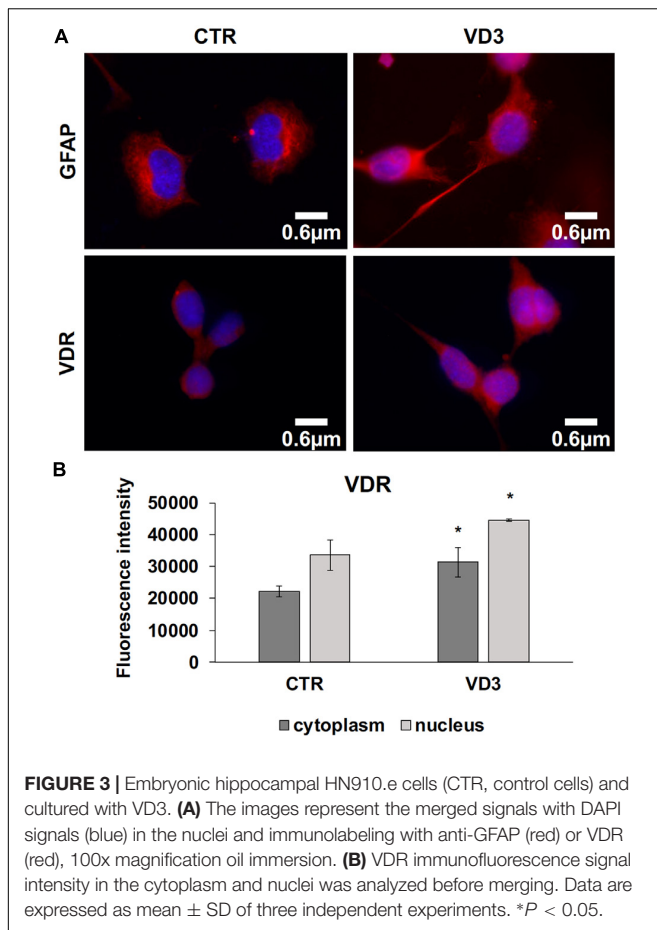 A
CTR VD3
GFAP
0.6µm 0.6µm
VDR
0.6µm 0.6µm
B
VDR
Fluorescence intensity
50000
40000
30000
20000
10000
0
* *
CTR VD3
cytoplasm nucleus
FIGURE 3 | Embryonic hippocampal HN910.e cells (CTR, control cells) and
cultured with VD3. (A) The images represent the merged signals with DAPI
signals (blue) in the nuclei and immunolabeling with anti-GFAP (red) or VDR
(red), 100x magnification oil immersion. (B) VDR immunofluorescence signal
intensity in the cytoplasm and nuclei was analyzed before merging. Data are
expressed as mean ± SD of three independent experiments. *P < 0.05.